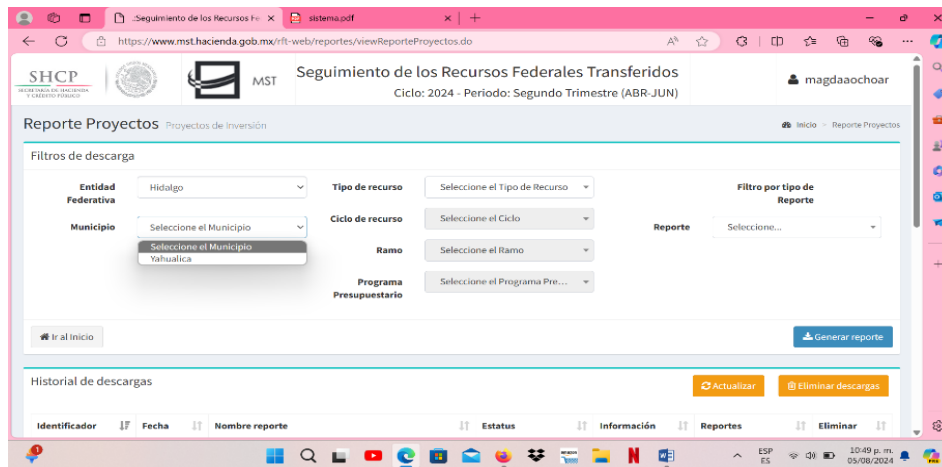 .:Seguimiento de los Recursos Fe
sistema.pdf
https://www.mst.hacienda.gob.mx/rft-web/reportes/viewReporteProyectos.do
SHCP
SECRETARÍA DE HACIENDA
Y CRÉDITO PÚBLICO
MST
Seguimiento de los Recursos Federales Transferidos
Ciclo: 2024 - Periodo: Segundo Trimestre (ABR-JUN)
magdaaochoar
Reporte Proyectos Proyectos de Inversión
Inicio > Reporte Proyectos
Filtros de descarga
Entidad Federativa
Hidalgo
Tipo de recurso
Seleccione el Tipo de Recurso
Filtro por tipo de
Reporte
Municipio
Seleccione el Municipio
Seleccione el Municipio
Yahualica
Ciclo de recurso
Seleccione el Ciclo
Reporte
Seleccione...
Ramo
Seleccione el Ramo
Programa
Presupuestario
Seleccione el Programa Pre...
Ir al Inicio
Generar reporte
Historial de descargas
Actualizar
Eliminar descargas
Identificador Fecha Nombre reporte Estatus Información Reportes Eliminar
ESP
ES
10:49 p. m.
05/08/2024